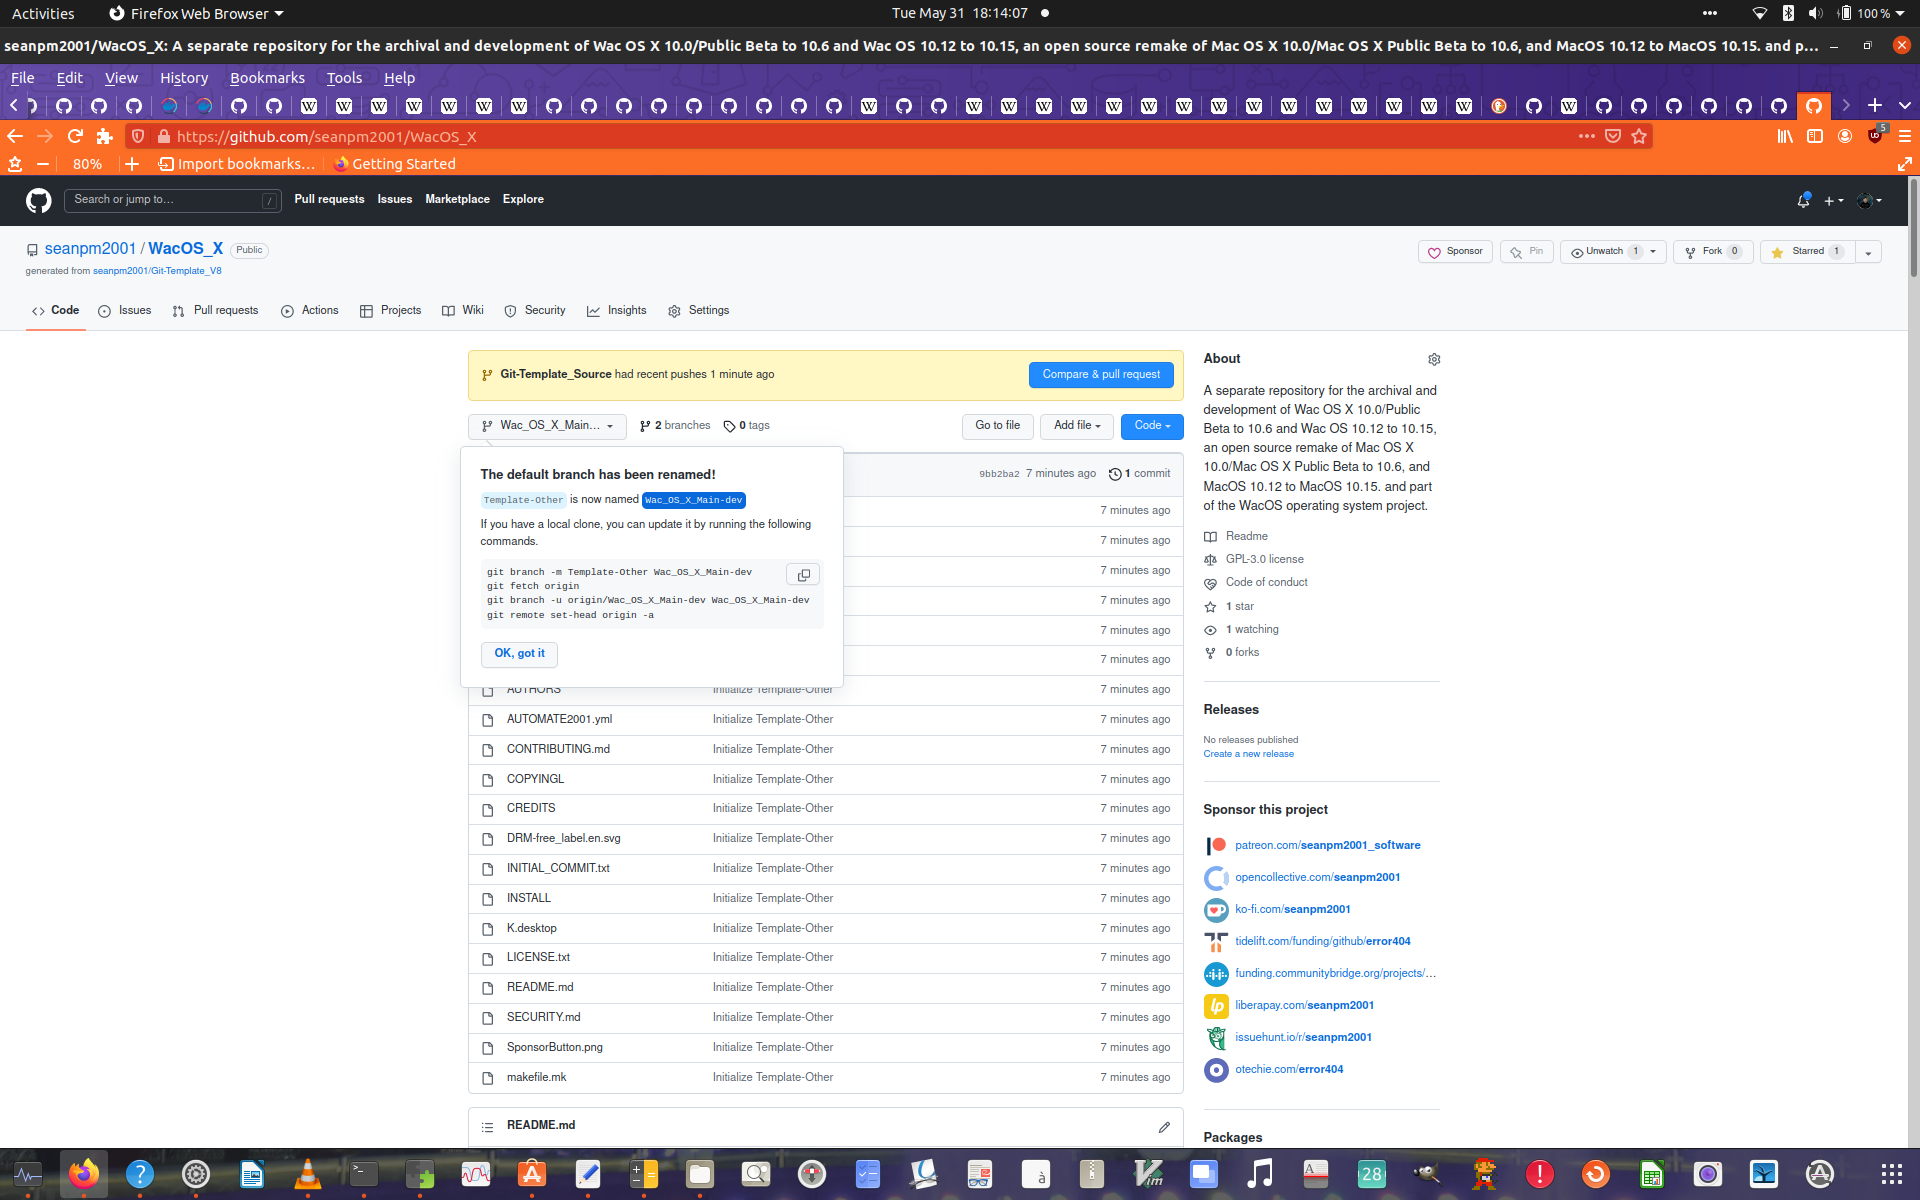 Activities
Firefox Web Browser
Tue May 31 18:14:07
100 %
seanpm2001/WacOS_X: A separate repository for the archival and development of Wac OS X 10.0/Public Beta to 10.6 and Wac OS 10.12 to 10.15, an open source remake of Mac OS X 10.0/Mac OS X Public Beta to 10.6, and MacOS 10.12 to MacOS 10.15. and p…
File Edit View History Bookmarks Tools Help
https://github.com/seanpm2001/WacOS_X
5
80%
Import bookmarks…
Getting Started
Search or jump to…
/
Pull requests Issues Marketplace Explore
seanpm2001 / WacOS_X Public
generated from seanpm2001/Git-Template_V8
Sponsor
Pin
Unwatch 1
Fork 0
Starred 1
Code Issues Pull requests Actions Projects Wiki Security Insights Settings
Git-Template_Source had recent pushes 1 minute ago
Compare & pull request
Wac_OS_X_Main…
2 branches
0 tags
Go to file
Add file
Code
The default branch has been renamed!
Template-Other is now named Wac_OS_X_Main-dev
If you have a local clone, you can update it by running the following
commands.
git branch -m Template-Other Wac_OS_X_Main-dev
git fetch origin
git branch -u origin/Wac_OS_X_Main-dev Wac_OS_X_Main-dev
git remote set-head origin -a
OK, got it
9bb2ba2 7 minutes ago 1 commit
7 minutes ago
7 minutes ago
7 minutes ago
7 minutes ago
7 minutes ago
7 minutes ago
AUTHORS Initialize Template-Other 7 minutes ago
AUTOMATE2001.yml Initialize Template-Other 7 minutes ago
CONTRIBUTING.md Initialize Template-Other 7 minutes ago
COPYINGL Initialize Template-Other 7 minutes ago
CREDITS Initialize Template-Other 7 minutes ago
DRM-free_label.en.svg Initialize Template-Other 7 minutes ago
INITIAL_COMMIT.txt Initialize Template-Other 7 minutes ago
INSTALL Initialize Template-Other 7 minutes ago
K.desktop Initialize Template-Other 7 minutes ago
LICENSE.txt Initialize Template-Other 7 minutes ago
README.md Initialize Template-Other 7 minutes ago
SECURITY.md Initialize Template-Other 7 minutes ago
SponsorButton.png Initialize Template-Other 7 minutes ago
makefile.mk Initialize Template-Other 7 minutes ago
README.md
About
A separate repository for the archival and
development of Wac OS X 10.0/Public
Beta to 10.6 and Wac OS 10.12 to 10.15,
an open source remake of Mac OS X
10.0/Mac OS X Public Beta to 10.6, and
MacOS 10.12 to MacOS 10.15. and part
of the WacOS operating system project.
Readme
GPL-3.0 license
Code of conduct
1 star
1 watching
0 forks
Releases
No releases published
Create a new release
Sponsor this project
patreon.com/seanpm2001_software
opencollective.com/seanpm2001
ko-fi.com/seanpm2001
tidelift.com/funding/github/error404
funding.communitybridge.org/projects/…
liberapay.com/seanpm2001
issuehunt.io/r/seanpm2001
otechie.com/error404
Packages
28